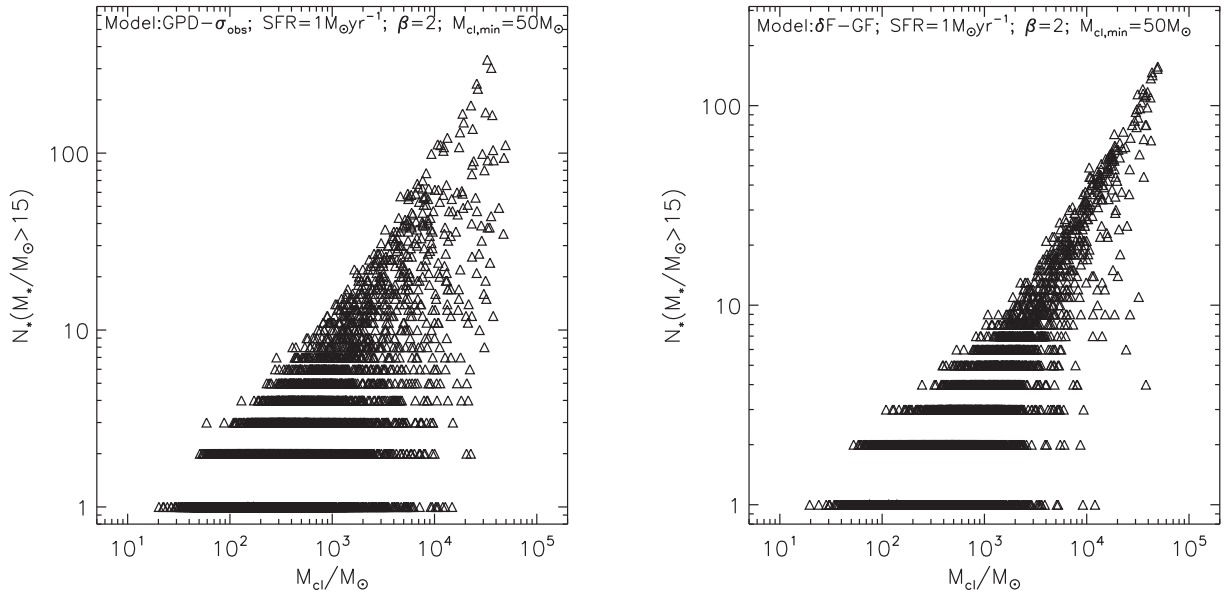 Model:GPD−σobs; SFR=1M⊙yr−1; β=2; Mcl,min=50M⊙
100
10
1
N*(M*/M⊙>15)
10^1 10^2 10^3 10^4 10^5
Mcl/M⊙
Model:δF−GF; SFR=1M⊙yr−1; β=2; Mcl,min=50M⊙
100
10
1
N*(M*/M⊙>15)
10^1 10^2 10^3 10^4 10^5
Mcl/M⊙